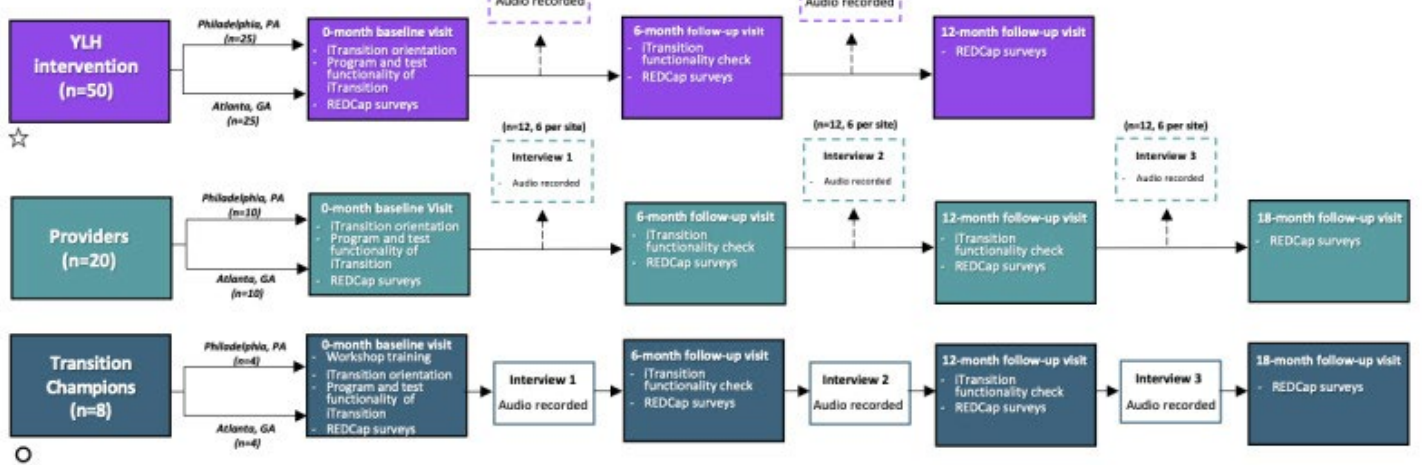 Audio recorded
Audio recorded
YLH
intervention
(n=50)
Philadelphia, PA
(n=25)
Atlanta, GA
(n=25)
0-month baseline visit
- iTransition orientation
- Program and test
functionality of
iTransition
- REDCap surveys
6-month follow-up visit
- iTransition
functionality check
- REDCap surveys
12-month follow-up visit
- REDCap surveys
(n=12, 6 per site)
Interview 1
- Audio recorded
(n=12, 6 per site)
Interview 2
- Audio recorded
(n=12, 6 per site)
Interview 3
- Audio recorded
Providers
(n=20)
Philadelphia, PA
(n=10)
Atlanta, GA
(n=10)
0-month baseline Visit
- iTransition orientation
- Program and test
functionality of
iTransition
- REDCap surveys
6-month follow-up visit
- iTransition
functionality check
- REDCap surveys
12-month follow-up visit
- iTransition
functionality check
- REDCap surveys
18-month follow-up visit
- REDCap surveys
Transition
Champions
(n=8)
Philadelphia, PA
(n=4)
Atlanta, GA
(n=4)
0-month baseline visit
- Workshop training
- iTransition orientation
- Program and test
functionality of
iTransition
- REDCap surveys
Interview 1
Audio recorded
6-month follow-up visit
- iTransition
functionality check
- REDCap surveys
Interview 2
Audio recorded
12-month follow-up visit
- iTransition
functionality check
- REDCap surveys
Interview 3
Audio recorded
18-month follow-up visit
- REDCap surveys